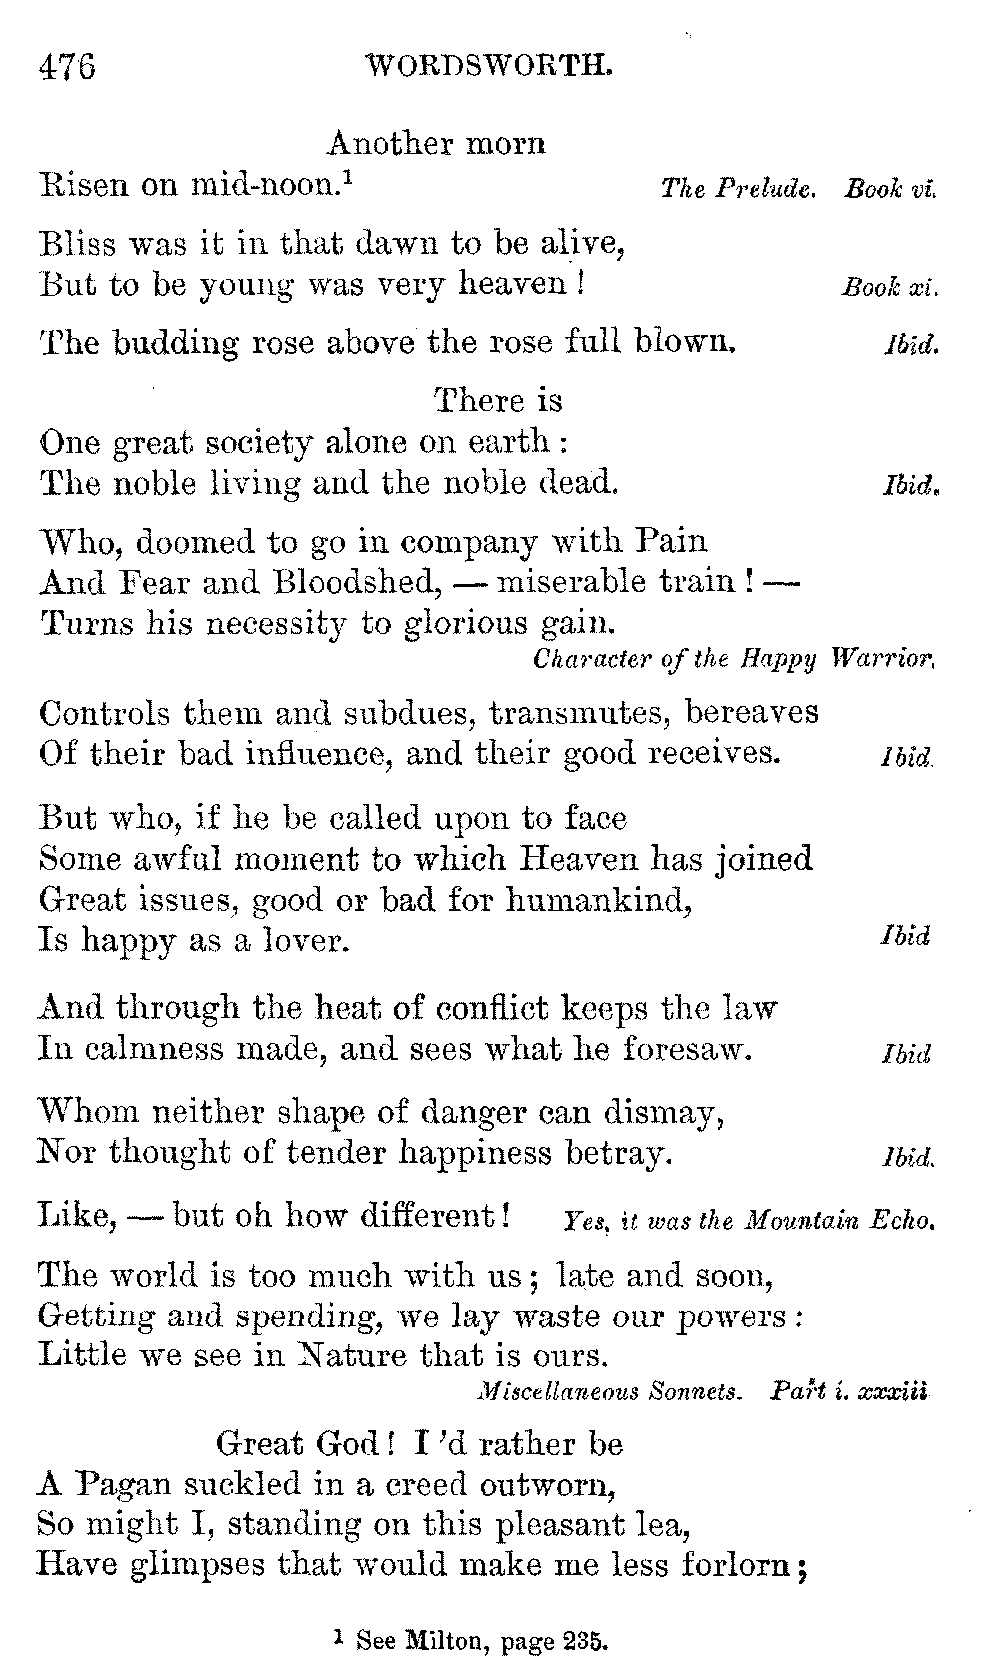 476 WORDSWORTH.
Another morn
Risen on mid-noon.¹ The Prelude. Book vi.
Bliss was it in that dawn to be alive,
But to be young was very heaven! Book xi.
The budding rose above the rose full blown. Ibid.
There is
One great society alone on earth:
The noble living and the noble dead. Ibid.
Who, doomed to go in company with Pain
And Fear and Bloodshed, — miserable train! —
Turns his necessity to glorious gain.
Character of the Happy Warrior.
Controls them and subdues, transmutes, bereaves
Of their bad influence, and their good receives. Ibid.
But who, if he be called upon to face
Some awful moment to which Heaven has joined
Great issues, good or bad for humankind,
Is happy as a lover. Ibid
And through the heat of conflict keeps the law
In calmness made, and sees what he foresaw. Ibid
Whom neither shape of danger can dismay,
Nor thought of tender happiness betray. Ibid.
Like, — but oh how different! Yes, it was the Mountain Echo.
The world is too much with us; late and soon,
Getting and spending, we lay waste our powers:
Little we see in Nature that is ours.
Miscellaneous Sonnets. Part i. xxxiii
Great God! I 'd rather be
A Pagan suckled in a creed outworn,
So might I, standing on this pleasant lea,
Have glimpses that would make me less forlorn;
¹ See Milton, page 235.